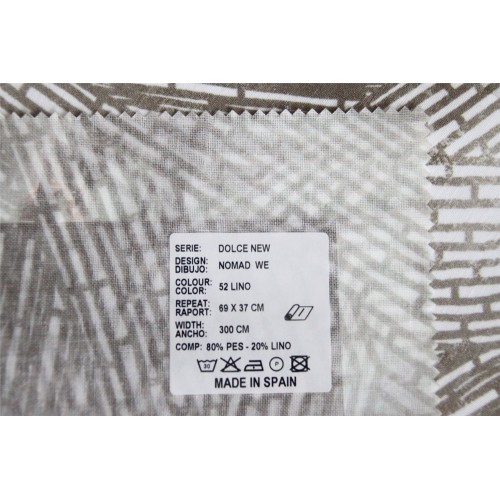 SERIE: DOLCE NEW
DESIGN:
DIBUJO: NOMAD WE
COLOUR:
COLOR: 52 LINO
REPEAT:
RAPORT: 69 X 37 CM
WIDTH:
ANCHO: 300 CM
COMP: 80% PES - 20% LINO
30 P
MADE IN SPAIN